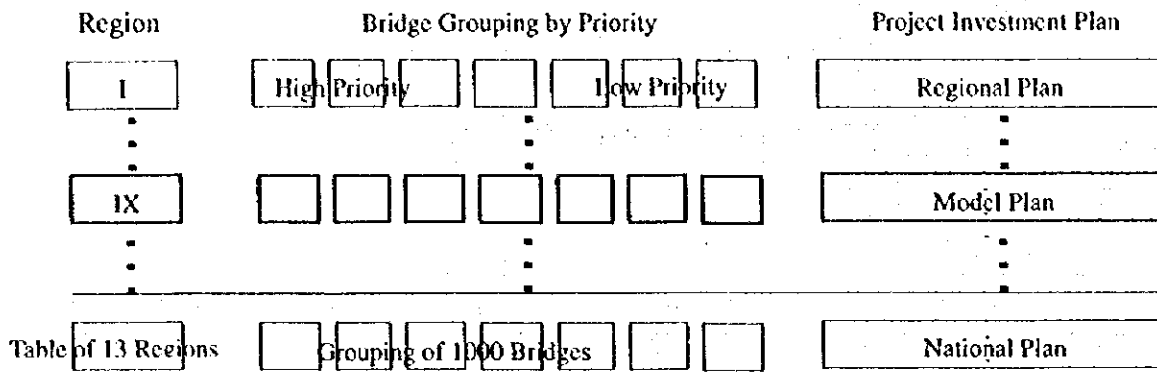 Region Bridge Grouping by Priority Project Investment Plan
I High Priority Low Priority Regional Plan
IX Model Plan
Table of 13 Regions Grouping of 1000 Bridges National Plan